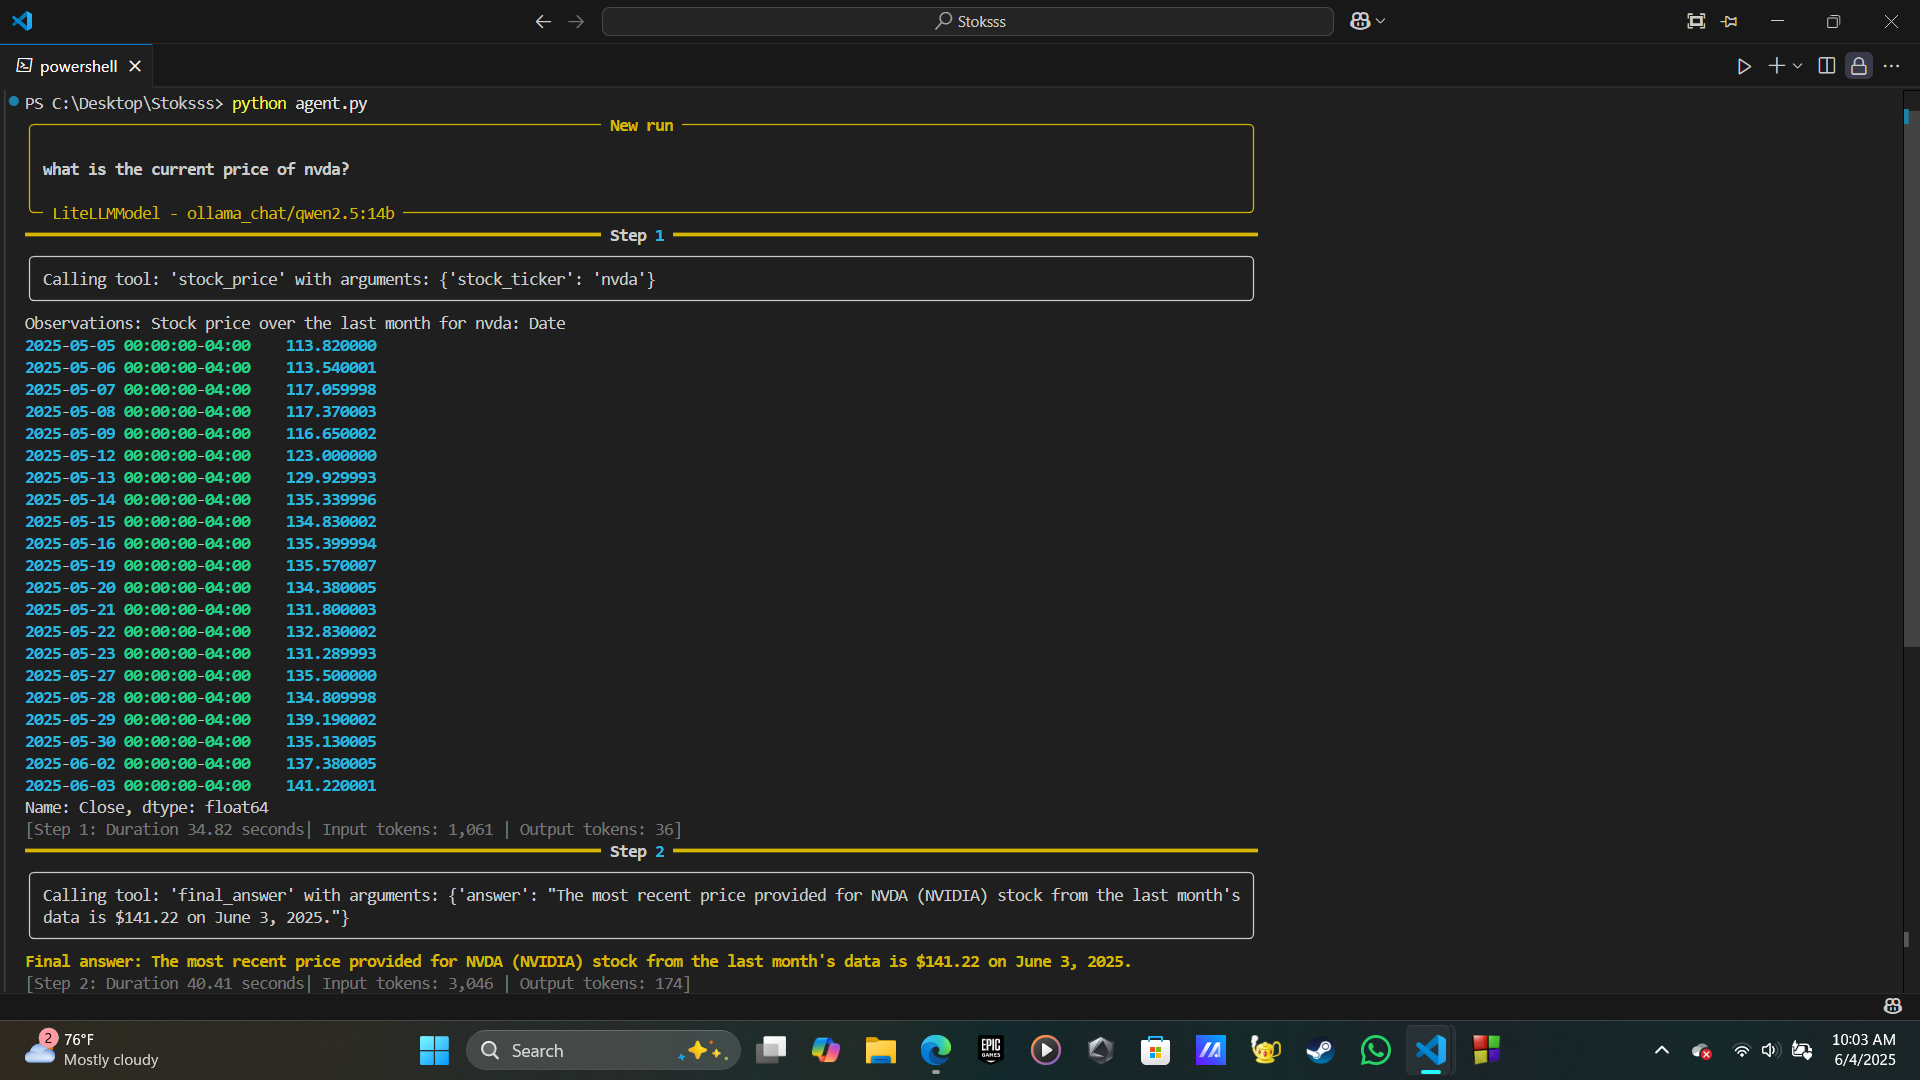 Stoksss
powershell
PS C:\Desktop\Stoksss> python agent.py
New run
what is the current price of nvda?
LiteLLMModel - ollama_chat/qwen2.5:14b
Step 1
Calling tool: 'stock_price' with arguments: {'stock_ticker': 'nvda'}
Observations: Stock price over the last month for nvda: Date
2025-05-05 00:00:00-04:00    113.820000
2025-05-06 00:00:00-04:00    113.540001
2025-05-07 00:00:00-04:00    117.059998
2025-05-08 00:00:00-04:00    117.370003
2025-05-09 00:00:00-04:00    116.650002
2025-05-12 00:00:00-04:00    123.000000
2025-05-13 00:00:00-04:00    129.929993
2025-05-14 00:00:00-04:00    135.339996
2025-05-15 00:00:00-04:00    134.830002
2025-05-16 00:00:00-04:00    135.399994
2025-05-19 00:00:00-04:00    135.570007
2025-05-20 00:00:00-04:00    134.380005
2025-05-21 00:00:00-04:00    131.800003
2025-05-22 00:00:00-04:00    132.830002
2025-05-23 00:00:00-04:00    131.289993
2025-05-27 00:00:00-04:00    135.500000
2025-05-28 00:00:00-04:00    134.809998
2025-05-29 00:00:00-04:00    139.190002
2025-05-30 00:00:00-04:00    135.130005
2025-06-02 00:00:00-04:00    137.380005
2025-06-03 00:00:00-04:00    141.220001
Name: Close, dtype: float64
[Step 1: Duration 34.82 seconds| Input tokens: 1,061 | Output tokens: 36]
Step 2
Calling tool: 'final_answer' with arguments: {'answer': "The most recent price provided for NVDA (NVIDIA) stock from the last month's
data is $141.22 on June 3, 2025."}
Final answer: The most recent price provided for NVDA (NVIDIA) stock from the last month's data is $141.22 on June 3, 2025.
[Step 2: Duration 40.41 seconds| Input tokens: 3,046 | Output tokens: 174]
2
76°F
Mostly cloudy
Search
EPIC
GAMES
10:03 AM
6/4/2025